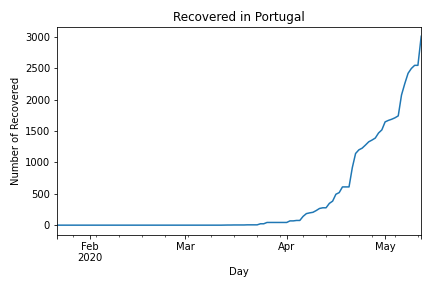 Recovered in Portugal
3000
2500
2000
1500
1000
500
0
Number of Recovered
Feb
2020
Mar
Apr
May
Day